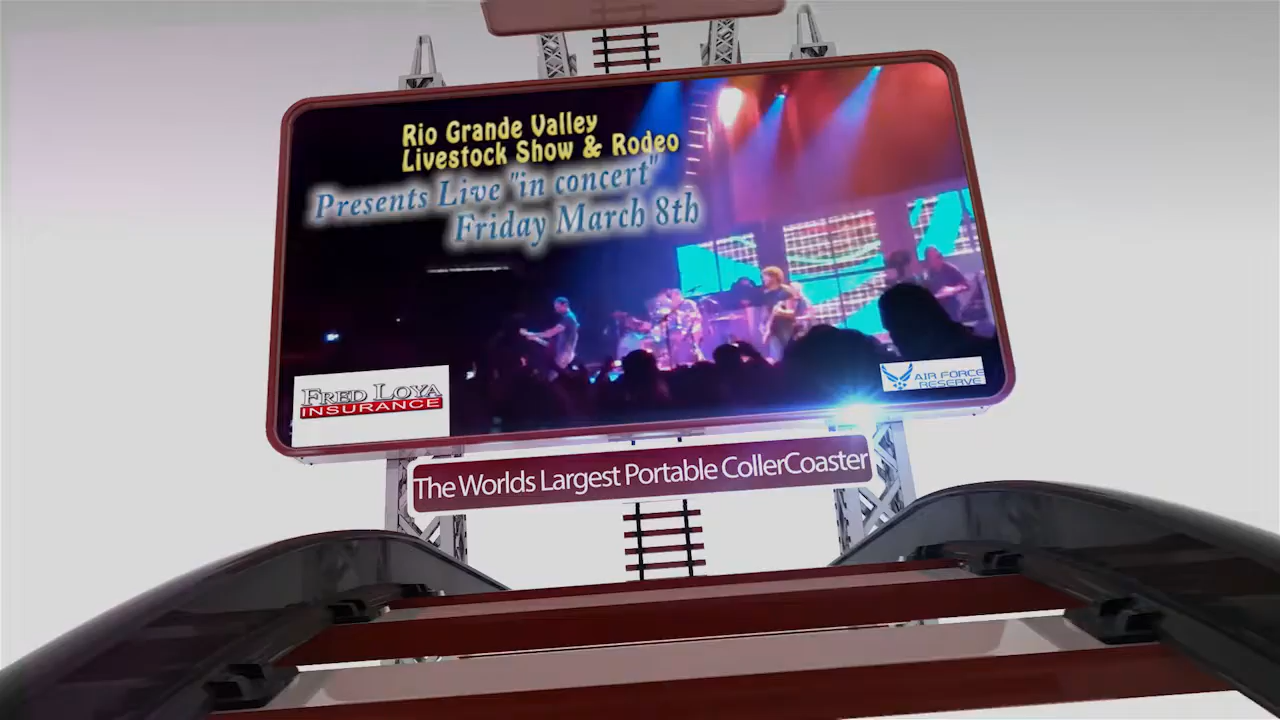 Rio Grande Valley
Livestock Show & Rodeo
Presents Live "in concert"
Friday March 8th
FRED LOYA
INSURANCE
AIR FORCE
RESERVE
The Worlds Largest Portable CollerCoaster